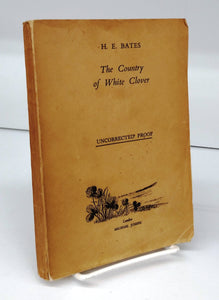 H. E. BATES
The Country
of White Clover
UNCORRECTED PROOF
London
MICHAEL JOSEPH